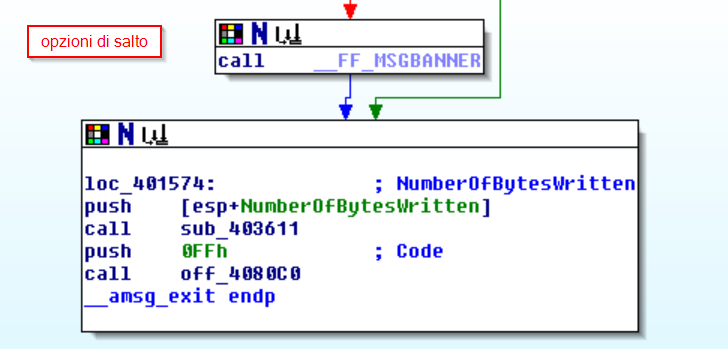 opzioni di salto
call __FF_MSGBANNER
loc_401574: ; NumberOfBytesWritten
push [esp+NumberOfBytesWritten]
call sub_403611
push 0FFh ; Code
call off_4080C0
__amsg_exit endp